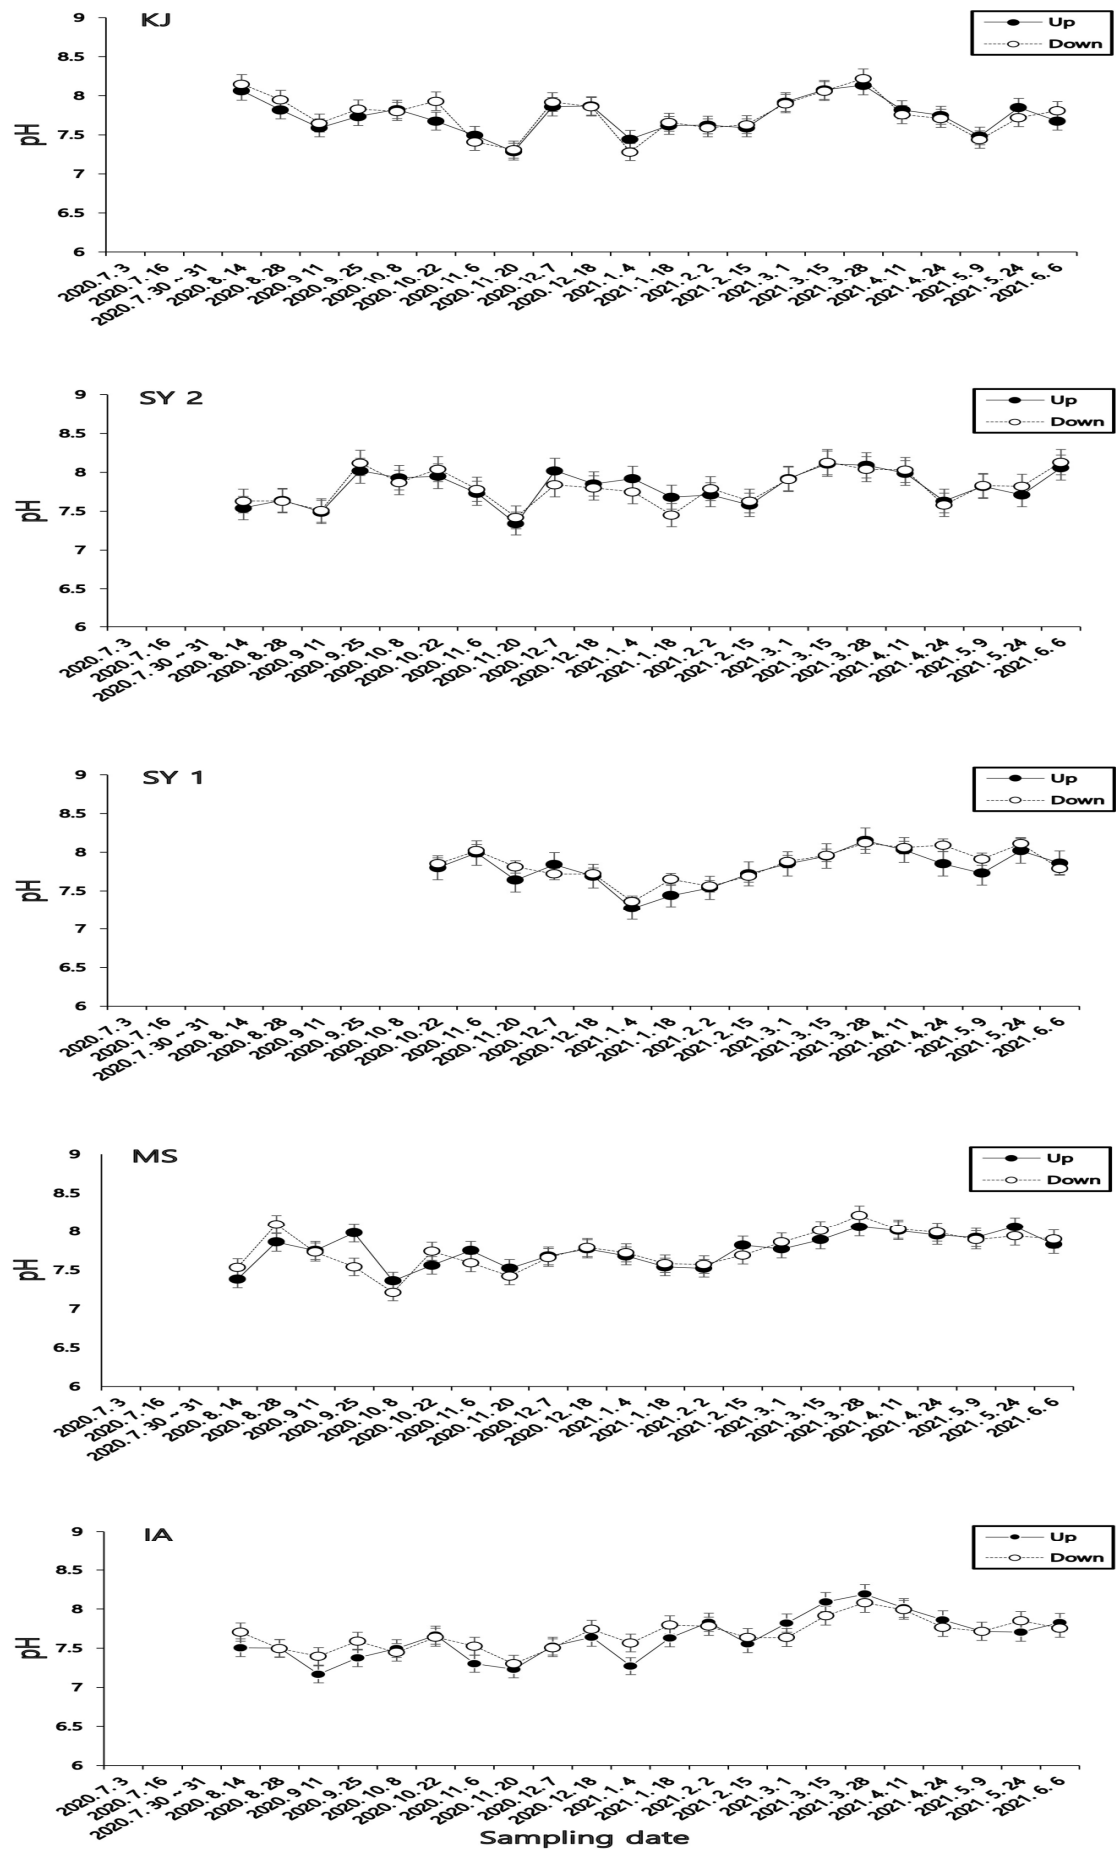 KJ
Up
Down
pH
9
8.5
8
7.5
7
6.5
6
2020. 7. 3
2020. 7. 16
2020. 7. 30 ~ 31
2020. 8. 14
2020. 8. 28
2020. 9 11
2020. 9. 25
2020. 10. 8
2020. 10. 22
2020. 11. 6
2020. 11. 20
2020. 12. 7
2020. 12. 18
2021. 1. 4
2021. 1. 18
2021. 2. 2
2021. 2. 15
2021. 3. 1
2021. 3. 15
2021. 3. 28
2021. 4. 11
2021. 4. 24
2021. 5. 9
2021. 5. 24
2021. 6. 6
SY 2
Up
Down
pH
9
8.5
8
7.5
7
6.5
6
2020. 7. 3
2020. 7. 16
2020. 7. 30 ~ 31
2020. 8. 14
2020. 8. 28
2020. 9 11
2020. 9. 25
2020. 10. 8
2020. 10. 22
2020. 11. 6
2020. 11. 20
2020. 12. 7
2020. 12. 18
2021. 1. 4
2021. 1. 18
2021. 2. 2
2021. 2. 15
2021. 3. 1
2021. 3. 15
2021. 3. 28
2021. 4. 11
2021. 4. 24
2021. 5. 9
2021. 5. 24
2021. 6. 6
SY 1
Up
Down
pH
9
8.5
8
7.5
7
6.5
6
2020. 7. 3
2020. 7. 16
2020. 7. 30 ~ 31
2020. 8. 14
2020. 8. 28
2020. 9 11
2020. 9. 25
2020. 10. 8
2020. 10. 22
2020. 11. 6
2020. 11. 20
2020. 12. 7
2020. 12. 18
2021. 1. 4
2021. 1. 18
2021. 2. 2
2021. 2. 15
2021. 3. 1
2021. 3. 15
2021. 3. 28
2021. 4. 11
2021. 4. 24
2021. 5. 9
2021. 5. 24
2021. 6. 6
MS
Up
Down
pH
9
8.5
8
7.5
7
6.5
6
2020. 7. 3
2020. 7. 16
2020. 7. 30 ~ 31
2020. 8. 14
2020. 8. 28
2020. 9 11
2020. 9. 25
2020. 10. 8
2020. 10. 22
2020. 11. 6
2020. 11. 20
2020. 12. 7
2020. 12. 18
2021. 1. 4
2021. 1. 18
2021. 2. 2
2021. 2. 15
2021. 3. 1
2021. 3. 15
2021. 3. 28
2021. 4. 11
2021. 4. 24
2021. 5. 9
2021. 5. 24
2021. 6. 6
IA
Up
Down
pH
9
8.5
8
7.5
7
6.5
6
2020. 7. 3
2020. 7. 16
2020. 7. 30 ~ 31
2020. 8. 14
2020. 8. 28
2020. 9 11
2020. 9. 25
2020. 10. 8
2020. 10. 22
2020. 11. 6
2020. 11. 20
2020. 12. 7
2020. 12. 18
2021. 1. 4
2021. 1. 18
2021. 2. 2
2021. 2. 15
2021. 3. 1
2021. 3. 15
2021. 3. 28
2021. 4. 11
2021. 4. 24
2021. 5. 9
2021. 5. 24
2021. 6. 6
Sampling date